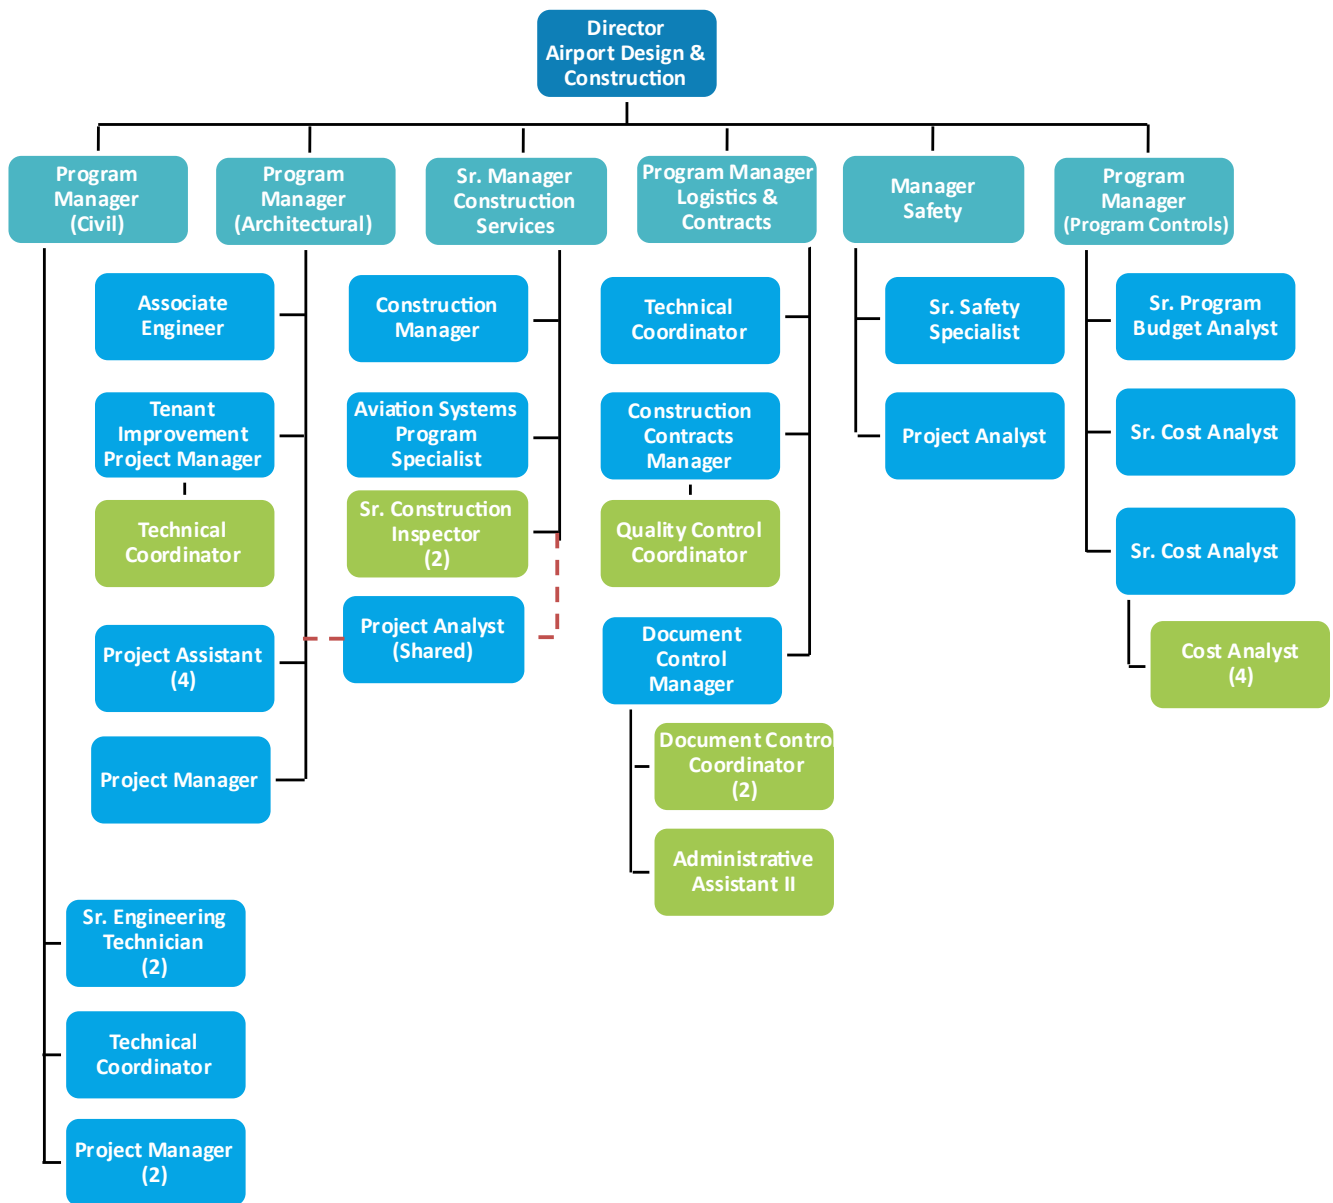 Director
Airport Design &
Construction
Program
Manager
(Civil)
Program
Manager
(Architectural)
Sr. Manager
Construction
Services
Program Manager
Logistics &
Contracts
Manager
Safety
Program
Manager
(Program Controls)
Associate
Engineer
Tenant
Improvement
Project Manager
Technical
Coordinator
Project Assistant
(4)
Project Manager
Sr. Engineering
Technician
(2)
Technical
Coordinator
Project Manager
(2)
Construction
Manager
Aviation Systems
Program
Specialist
Sr. Construction
Inspector
(2)
Project Analyst
(Shared)
Technical
Coordinator
Construction
Contracts
Manager
Quality Control
Coordinator
Document
Control
Manager
Document Control
Coordinator
(2)
Administrative
Assistant II
Sr. Safety
Specialist
Project Analyst
Sr. Program
Budget Analyst
Sr. Cost Analyst
Sr. Cost Analyst
Cost Analyst
(4)